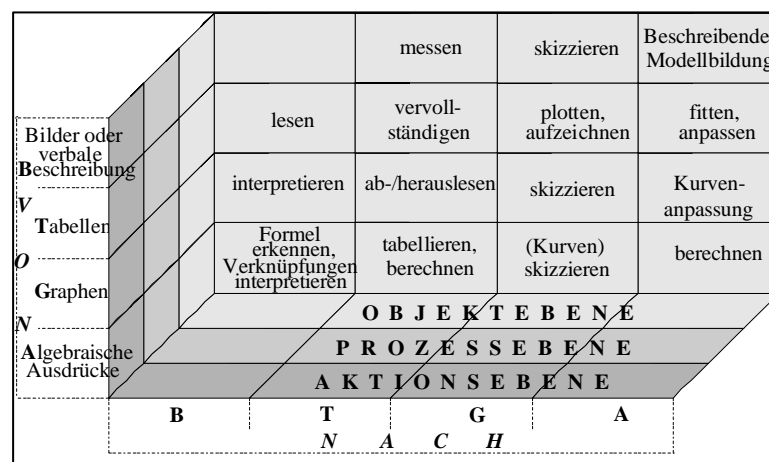 messen
skizzieren
Beschreibende
Modellbildung
lesen
vervoll-
ständigen
plotten,
aufzeichnen
fitten,
anpassen
interpretieren
ab-/herauslesen
skizzieren
Kurven-
anpassung
Formel
erkennen,
Verknüpfungen
interpretieren
tabellieren,
berechnen
(Kurven)
skizzieren
berechnen
Bilder oder
verbale
Beschreibung
V
Tabellen
O
Graphen
N
Algebraische
Ausdrücke
O B J E K T E B E N E
P R O Z E S S E B E N E
A K T I O N S E B E N E
B T G A
N A C H